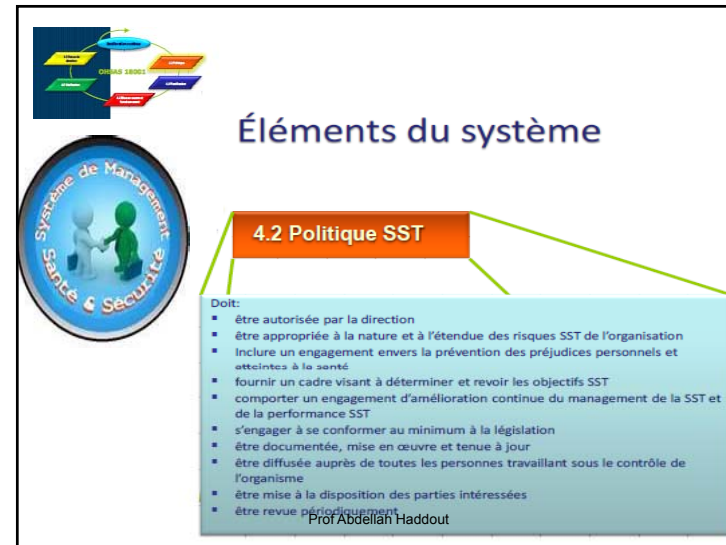 OHSAS 18001
Éléments du système
Système de Management
Santé & Sécurité
4.2 Politique SST
Doit:
▪ être autorisée par la direction
▪ être appropriée à la nature et à l'étendue des risques SST de l'organisation
▪ Inclure un engagement envers la prévention des préjudices personnels et
atteintes à la santé
▪ fournir un cadre visant à déterminer et revoir les objectifs SST
▪ comporter un engagement d'amélioration continue du management de la SST et
de la performance SST
▪ s'engager à se conformer au minimum à la législation
▪ être documentée, mise en œuvre et tenue à jour
▪ être diffusée auprès de toutes les personnes travaillant sous le contrôle de
l'organisme
▪ être mise à la disposition des parties intéressées
▪ être revue périodiquement
Prof Abdellah Haddout